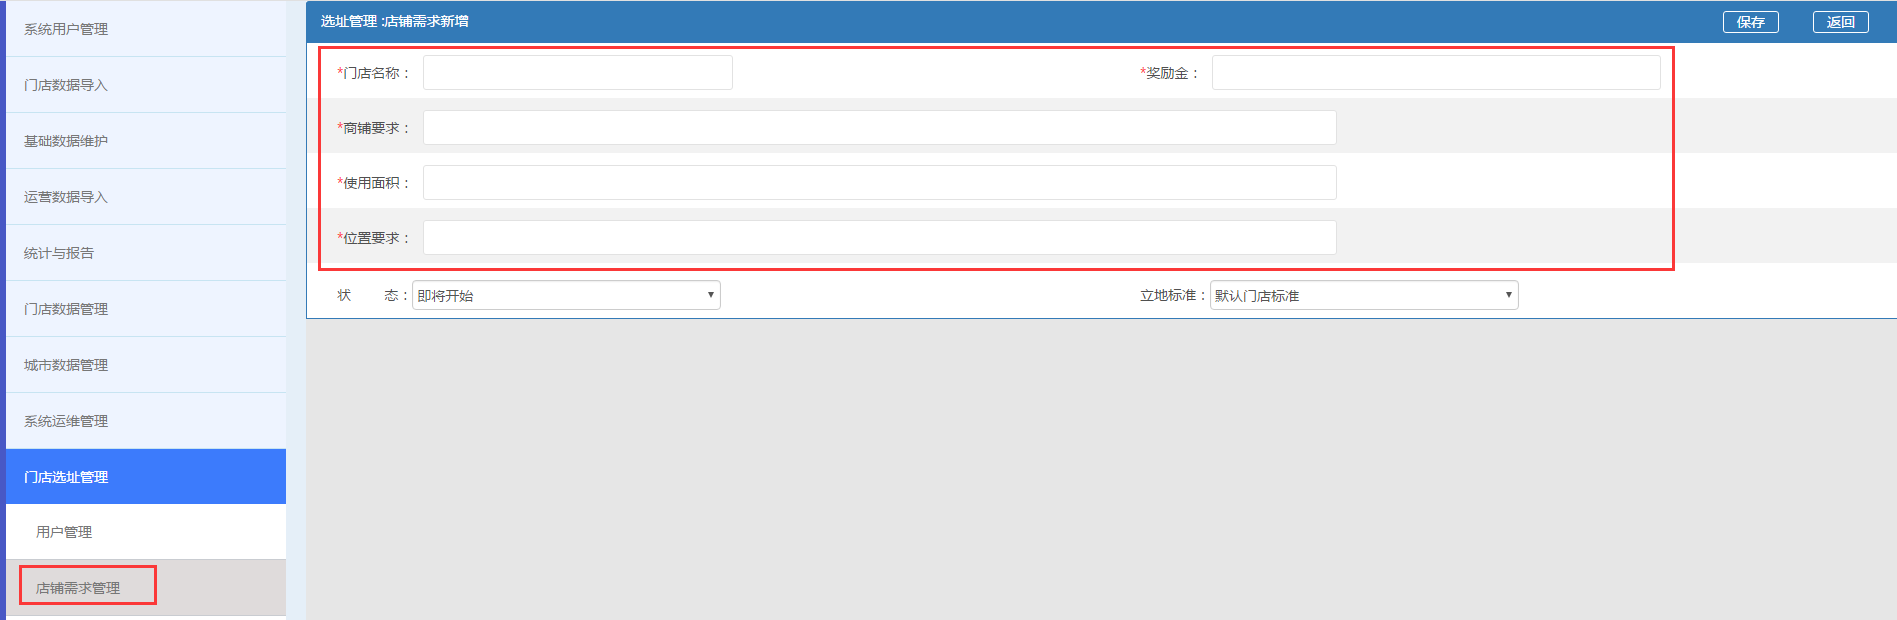 系统用户管理
门店数据导入
基础数据维护
运营数据导入
统计与报告
门店数据管理
城市数据管理
系统运维管理
门店选址管理
用户管理
店铺需求管理
选址管理 :店铺需求新增
保存
返回
*门店名称：
*奖励金：
*商铺要求：
*使用面积：
*位置要求：
状 态：即将开始
立地标准：默认门店标准